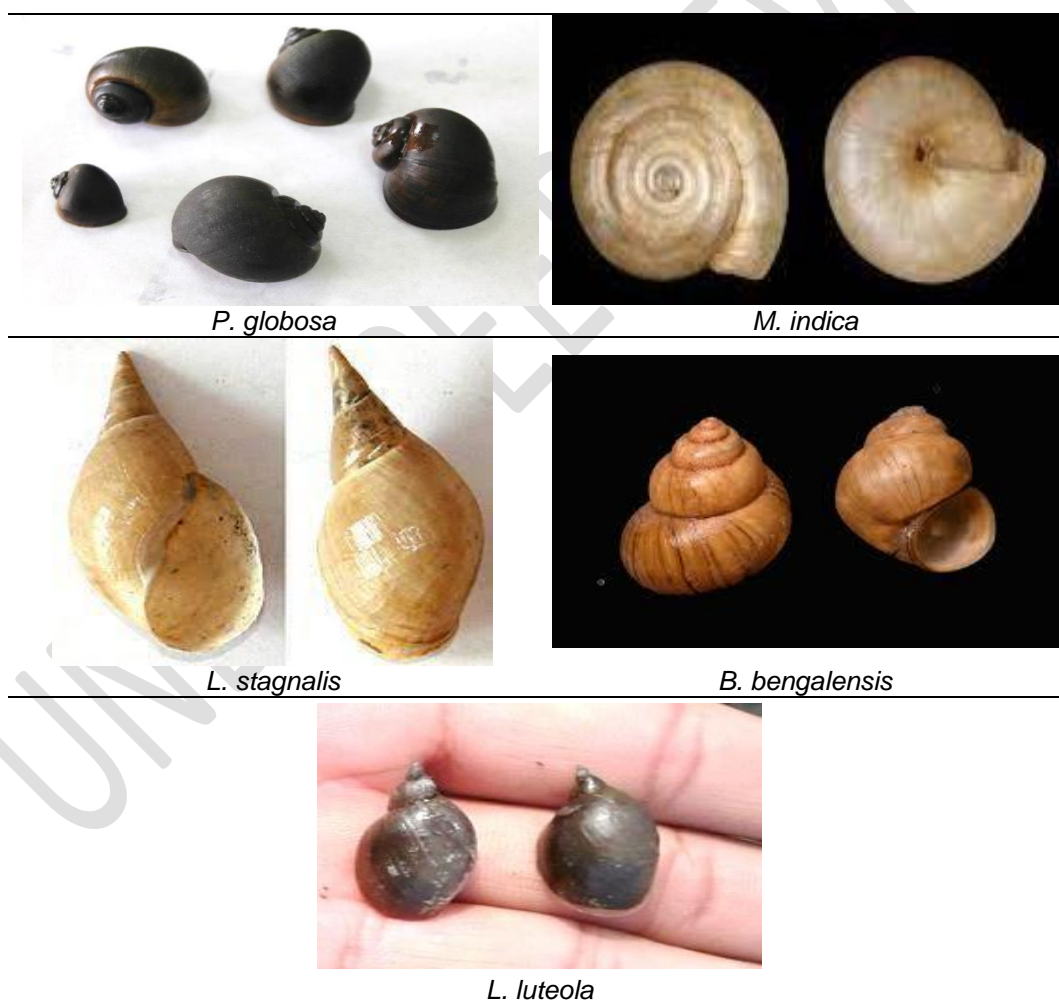 P. globosa
M. indica
L. stagnalis
B. bengalensis
L. luteola